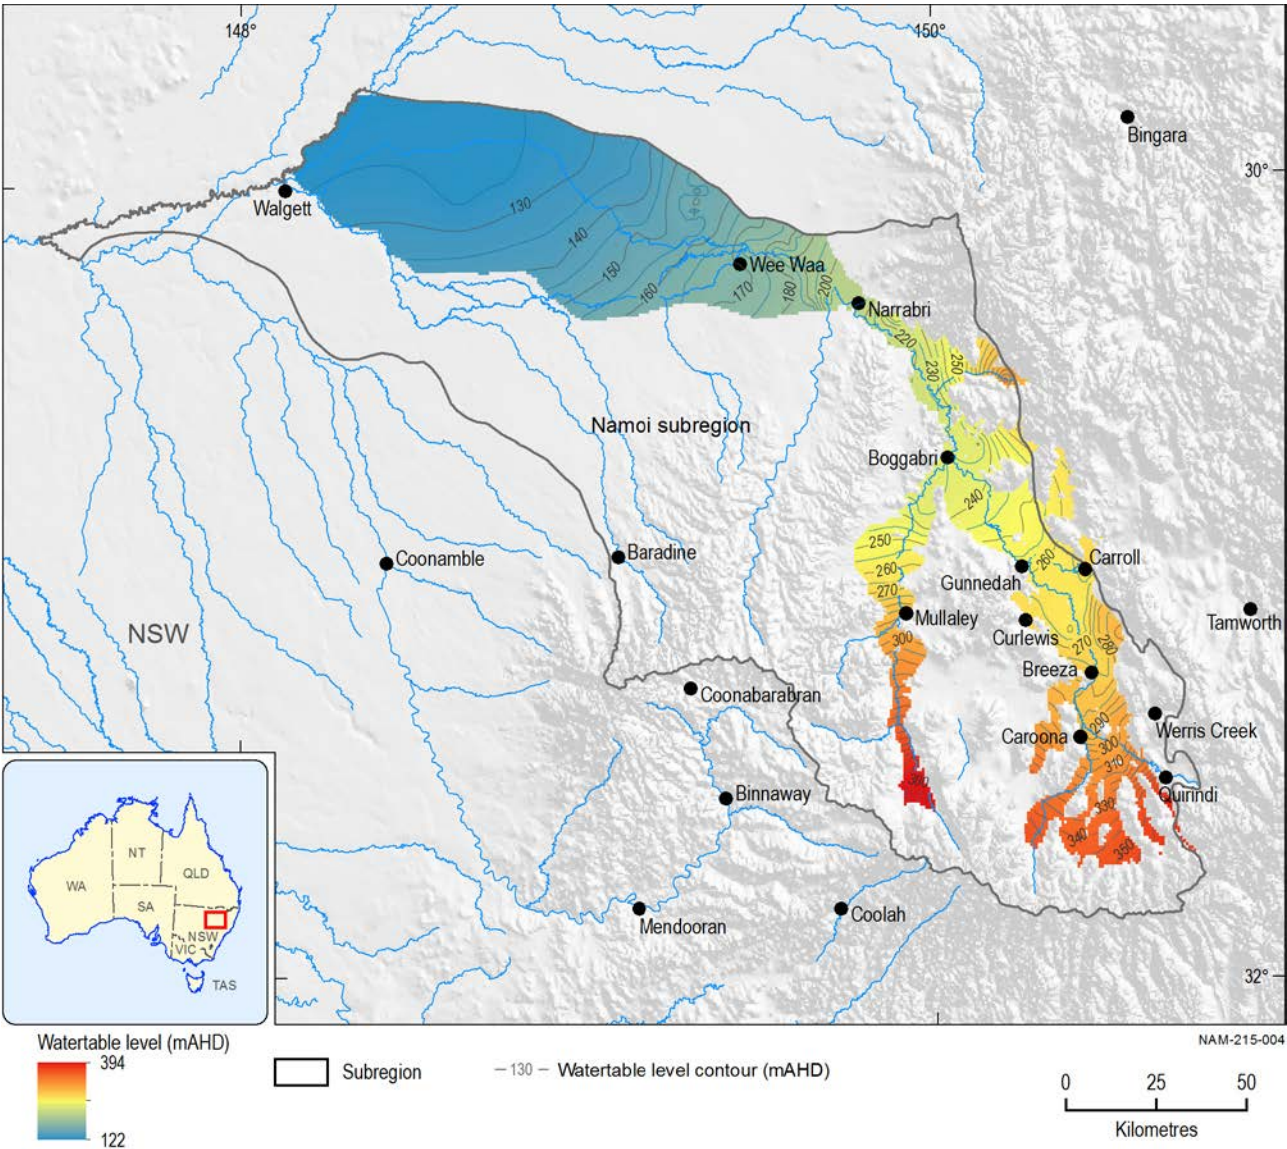 148°
150°
Bingara
30°
Walgett
130
140
150
160
170
180
200
Wee Waa
Narrabri
220
230
250
Namoi subregion
Boggabri
240
250
260
270
Baradine
Coonamble
260
Carroll
Gunnedah
NSW
Mullaley
300
Curlewis
270
280
Tamworth
Breeza
Coonabarabran
290
Werris Creek
Caroona
300
310
Quirindi
Binnaway
330
340
350
Mendooran
Coolah
32°
WA
NT
QLD
SA
NSW
VIC
TAS
NAM-215-004
Watertable level (mAHD)
394
122
Subregion
130
Watertable level contour (mAHD)
0 25 50
Kilometres